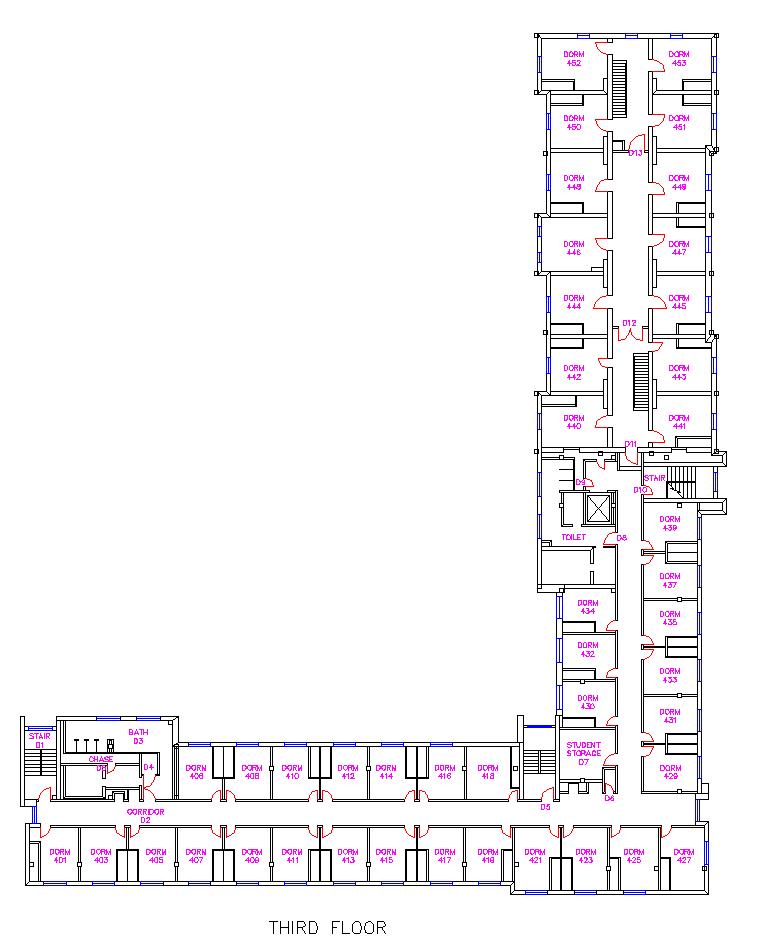 DORM
452
DORM
453
DORM
450
DORM
451
D13
DORM
448
DORM
449
DORM
446
DORM
447
DORM
444
DORM
445
D12
DORM
442
DORM
443
DORM
440
DORM
441
D11
STAIR
D9
D10
DORM
439
TOILET
D8
DORM
437
DORM
434
DORM
435
DORM
432
DORM
433
DORM
430
DORM
431
STUDENT
STORAGE
D7
DORM
429
STAIR
D1
BATH
D3
CHASE
D4
DORM
406
DORM
408
DORM
410
DORM
412
DORM
414
DORM
416
DORM
418
D5
D6
CORRIDOR
D2
DORM
401
DORM
403
DORM
405
DORM
407
DORM
409
DORM
411
DORM
413
DORM
415
DORM
417
DORM
419
DORM
421
DORM
423
DORM
425
DORM
427
THIRD FLOOR